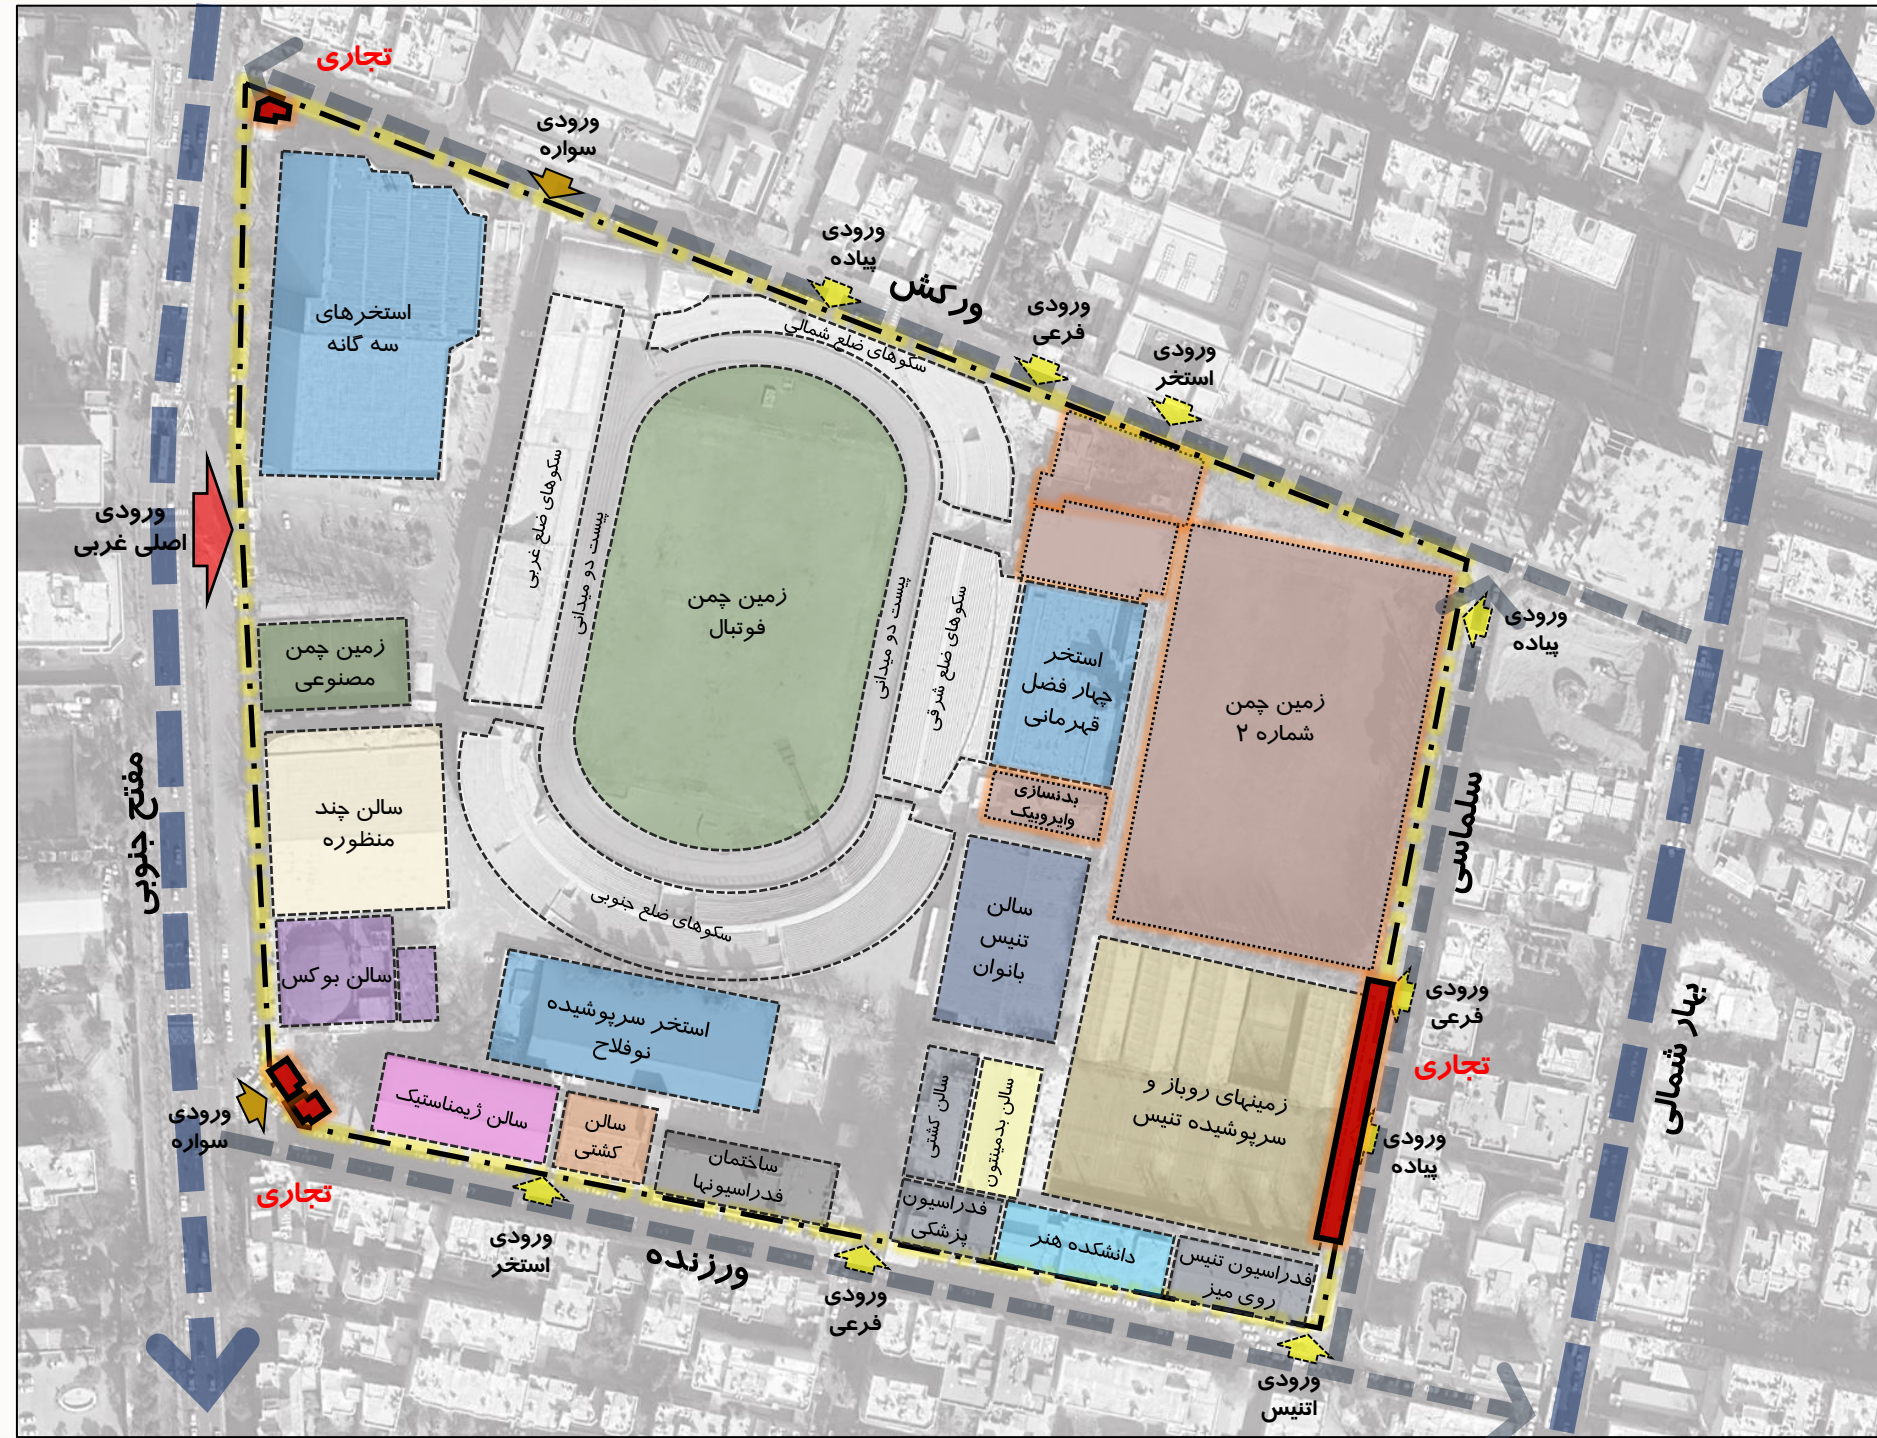 تجاری
ورودی
سواره
ورودی
پیاده
ورکش
ورودی
فرعی
ورودی
استخر
استخرهای
سه گانه
سکوهای ضلع شمالی
سکوهای ضلع غربی
پیست دو میدانی
زمین چمن
فوتبال
پیست دو میدانی
سکوهای ضلع شرقی
ورودی
اصلی غربی
زمین چمن
مصنوعی
استخر
چهار فضل
قهرمانی
زمین چمن
شماره ۲
ورودی
پیاده
بدنسازی
وایروبیک
سالن چند
منظوره
مفتح جنوبی
سلماسی
سکوهای ضلع جنوبی
سالن
تنیس
بانوان
سالن بوکس
استخر سرپوشیده
نوفلاح
ورودی
فرعی
بهار شمالی
تجاری
سالن ژیمناستیک
سالن
کشتی
سالن کشتی
سالن بدمینتون
زمینهای روباز و
سرپوشیده تنیس
ورودی
سواره
ورودی
پیاده
ساختمان
فدراسیونها
تجاری
فدراسیون
پزشکی
دانشکده هنر
فدراسیون تنیس
روی میز
ورودی
استخر
ورزنده
ورودی
فرعی
ورودی
اتنیس